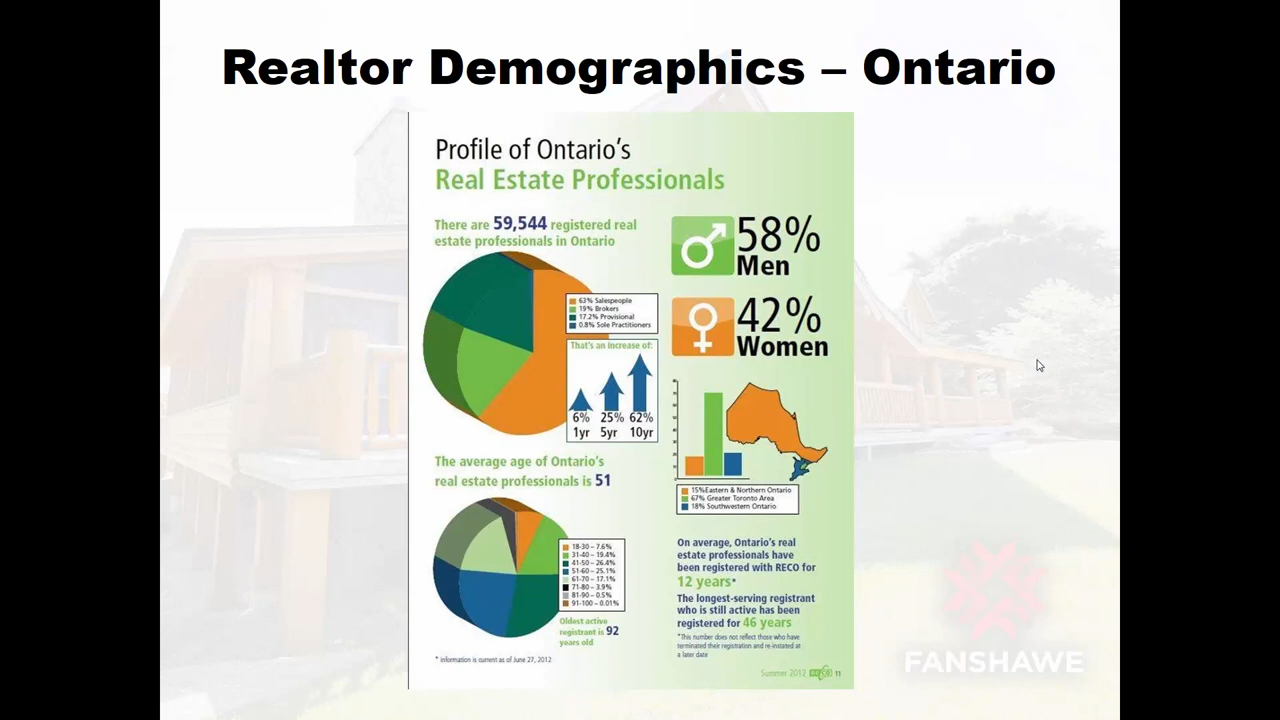 Realtor Demographics – Ontario
Profile of Ontario's
Real Estate Professionals
There are 59,544 registered real
estate professionals in Ontario
63% Salespeople
19% Brokers
17.2% Provisional
0.8% Sole Practitioners
That's an increase of:
6% 25% 62%
1yr 5yr 10yr
58%
Men
42%
Women
The average age of Ontario's
real estate professionals is 51
18-30 – 7.6%
31-40 – 19.4%
41-50 – 26.4%
51-60 – 25.1%
61-70 – 17.1%
71-80 – 3.9%
81-90 – 0.5%
91-100 – 0.01%
Oldest active
registrant is 92
years old
* Information is current as of June 27, 2012
15%Eastern & Northern Ontario
67% Greater Toronto Area
18% Southwestern Ontario
On average, Ontario's real
estate professionals have
been registered with RECO for
12 years*
The longest-serving registrant
who is still active has been
registered for 46 years
*This number does not reflect those who have
terminated their registration and re-instated at
a later date
Summer 2012 RECO 11
FANSHAWE